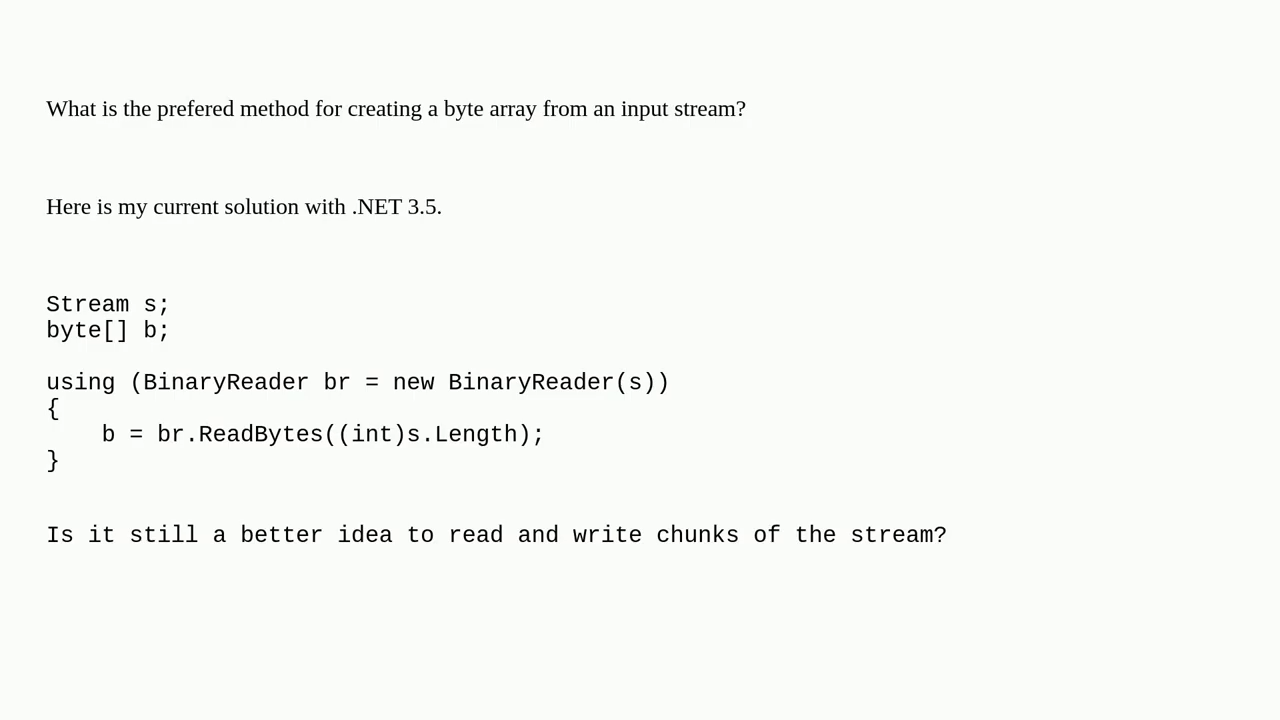 What is the prefered method for creating a byte array from an input stream?
Here is my current solution with .NET 3.5.
Stream s;
byte[] b;
using (BinaryReader br = new BinaryReader(s))
{
    b = br.ReadBytes((int)s.Length);
}
Is it still a better idea to read and write chunks of the stream?